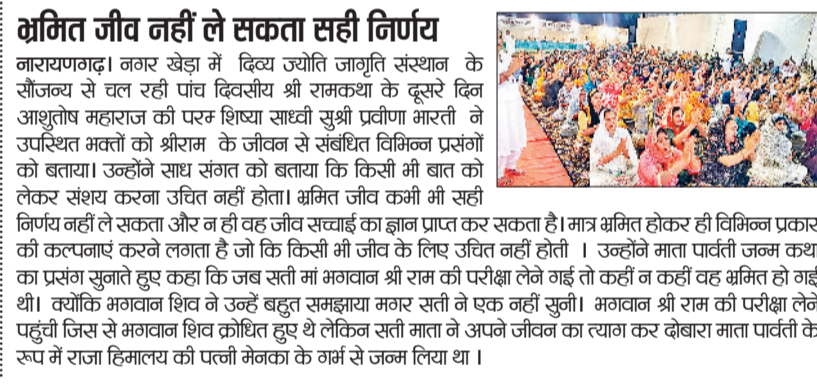 भ्रमित जीव नहीं ले सकता सही निर्णय
नारायणगढ़। नगर खेड़ा में दिव्य ज्योति जागृति संस्थान के
सौंजन्य से चल रही पांच दिवसीय श्री रामकथा के दूसरे दिन
आशुतोष महाराज की परम शिष्या साध्वी सुश्री प्रवीणा भारती ने
उपस्थित भक्तों को श्रीराम के जीवन से संबंधित विभिन्न प्रसंगों
को बताया। उन्होंने साध संगत को बताया कि किसी भी बात को
लेकर संशय करना उचित नहीं होता। भ्रमित जीव कभी भी सही
निर्णय नहीं ले सकता और न ही वह जीव सच्चाई का ज्ञान प्राप्त कर सकता है। मात्र भ्रमित होकर ही विभिन्न प्रकार
की कल्पनाएं करने लगता है जो कि किसी भी जीव के लिए उचित नहीं होती । उन्होंने माता पार्वती जन्म कथा
का प्रसंग सुनाते हुए कहा कि जब सती मां भगवान श्री राम की परीक्षा लेने गई तो कहीं न कहीं वह भ्रमित हो गई
थी। क्योंकि भगवान शिव ने उन्हें बहुत समझाया मगर सती ने एक नहीं सुनी। भगवान श्री राम की परीक्षा लेने
पहुंची जिस से भगवान शिव क्रोधित हुए थे लेकिन सती माता ने अपने जीवन का त्याग कर दोबारा माता पार्वती के
रूप में राजा हिमालय की पत्नी मेनका के गर्भ से जन्म लिया था ।